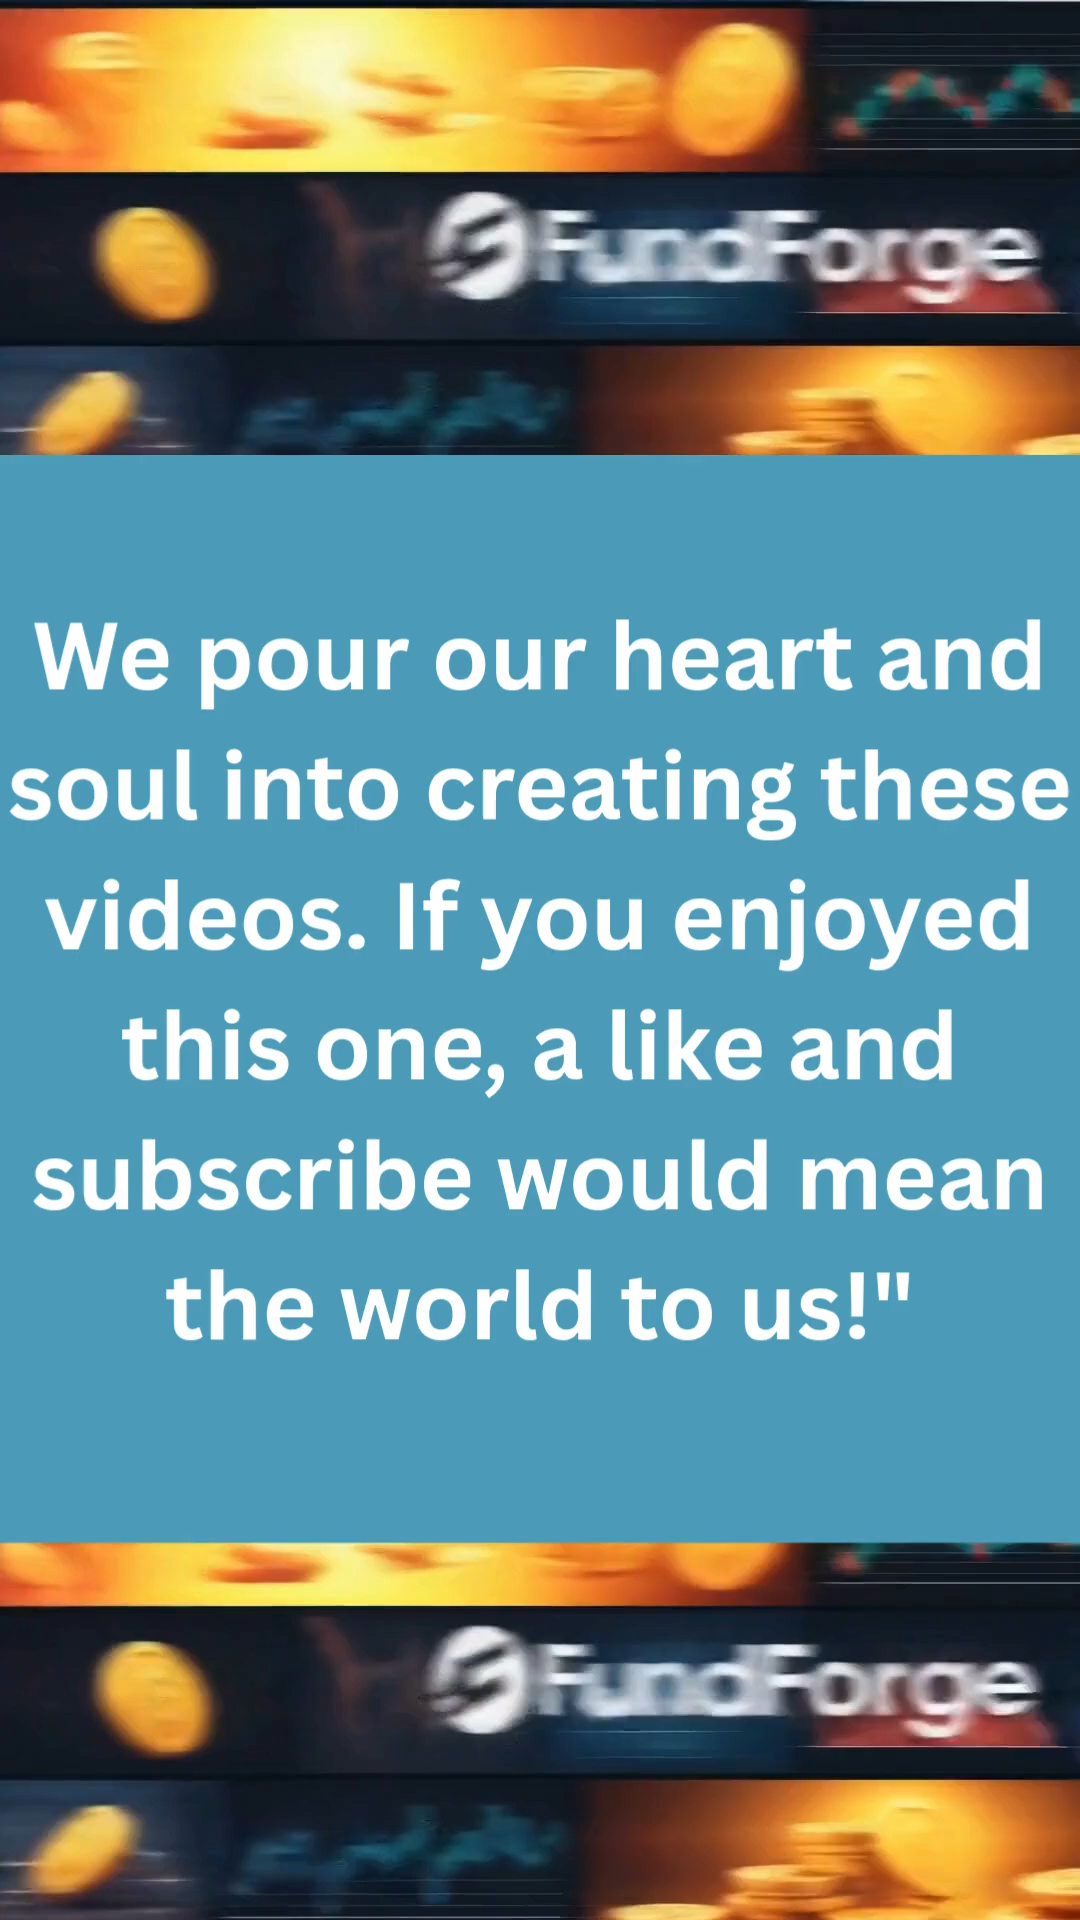 FundForge
We pour our heart and
soul into creating these
videos. If you enjoyed
this one, a like and
subscribe would mean
the world to us!"
FundForge